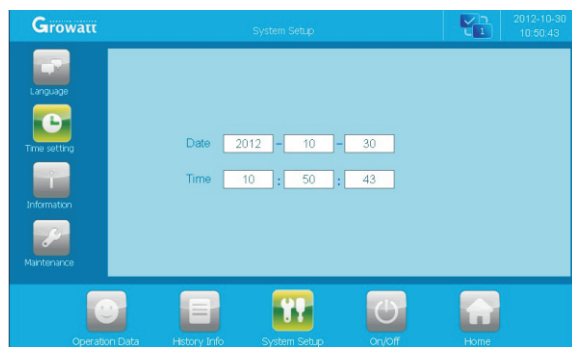 Growatt
System Setup
1
2012-10-30
10:50:43
Language
Time setting
Information
Maintenance
Date 2012 - 10 - 30
Time 10 : 50 : 43
Operation Data
History Info
System Setup
On/Off
Home